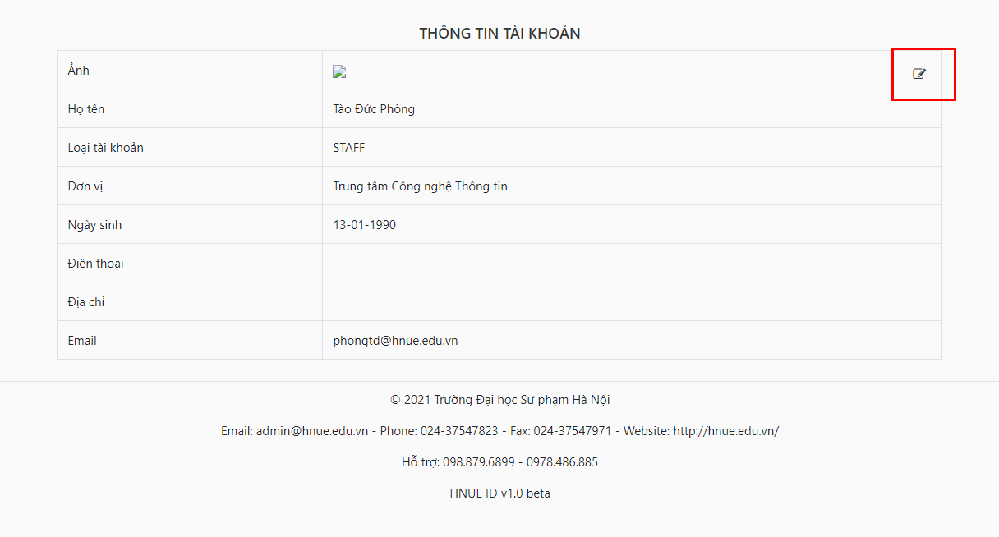 THÔNG TIN TÀI KHOẢN
Ảnh
Họ tên Tào Đức Phòng
Loại tài khoản STAFF
Đơn vị Trung tâm Công nghệ Thông tin
Ngày sinh 13-01-1990
Điện thoại
Địa chỉ
Email phongtd@hnue.edu.vn
© 2021 Trường Đại học Sư phạm Hà Nội
Email: admin@hnue.edu.vn - Phone: 024-37547823 - Fax: 024-37547971 - Website: http://hnue.edu.vn/
Hỗ trợ: 098.879.6899 - 0978.486.885
HNUE ID v1.0 beta